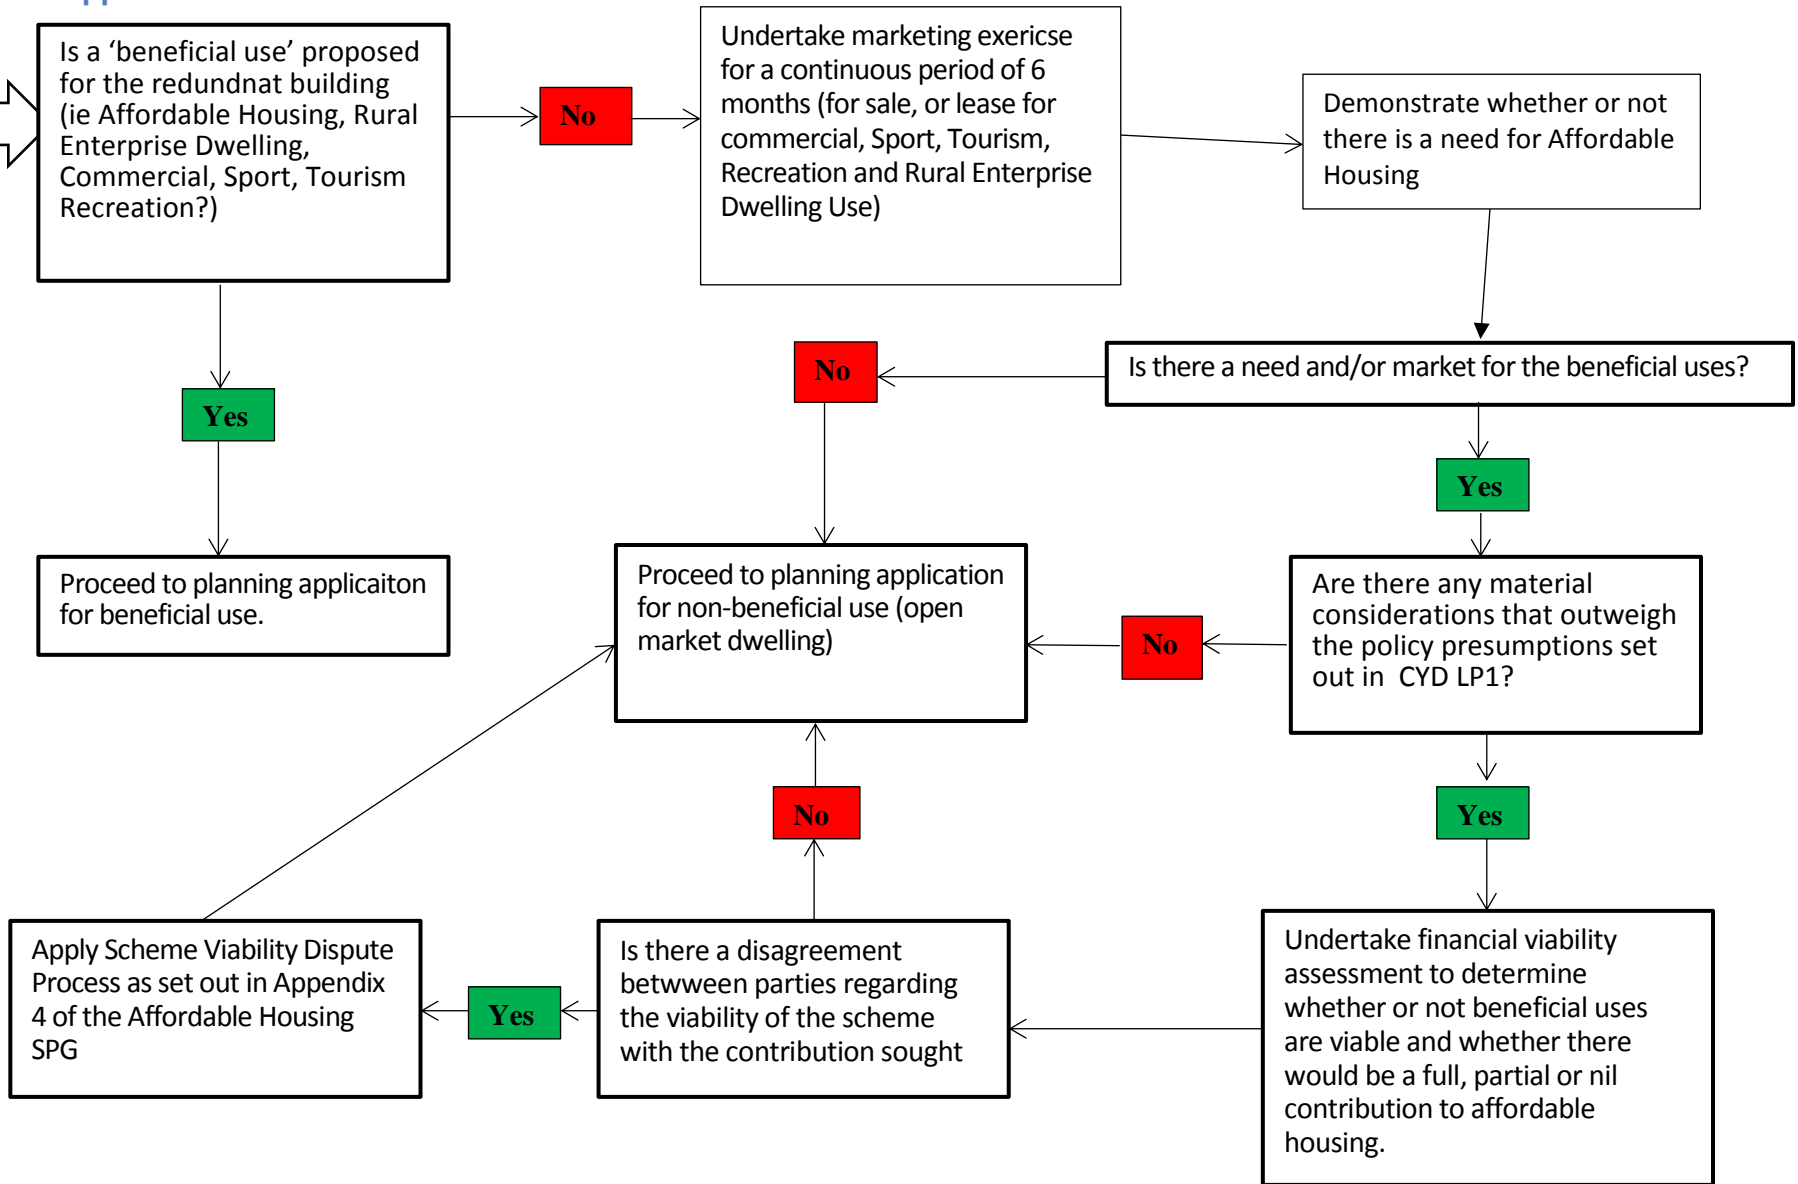 Is a ‘beneficial use’ proposed
for the redundnat building
(ie Affordable Housing, Rural
Enterprise Dwelling,
Commercial, Sport, Tourism
Recreation?)
No
Undertake marketing exericse
for a continuous period of 6
months (for sale, or lease for
commercial, Sport, Tourism,
Recreation and Rural Enterprise
Dwelling Use)
Demonstrate whether or not
there is a need for Affordable
Housing
Is there a need and/or market for the beneficial uses?
No
Yes
Yes
Proceed to planning applicaiton
for beneficial use.
Proceed to planning application
for non-beneficial use (open
market dwelling)
No
Are there any material
considerations that outweigh
the policy presumptions set
out in  CYD LP1?
No
Yes
Apply Scheme Viability Dispute
Process as set out in Appendix
4 of the Affordable Housing
SPG
Yes
Is there a disagreement
betwween parties regarding
the viability of the scheme
with the contribution sought
Undertake financial viability
assessment to determine
whether or not beneficial uses
are viable and whether there
would be a full, partial or nil
contribution to affordable
housing.